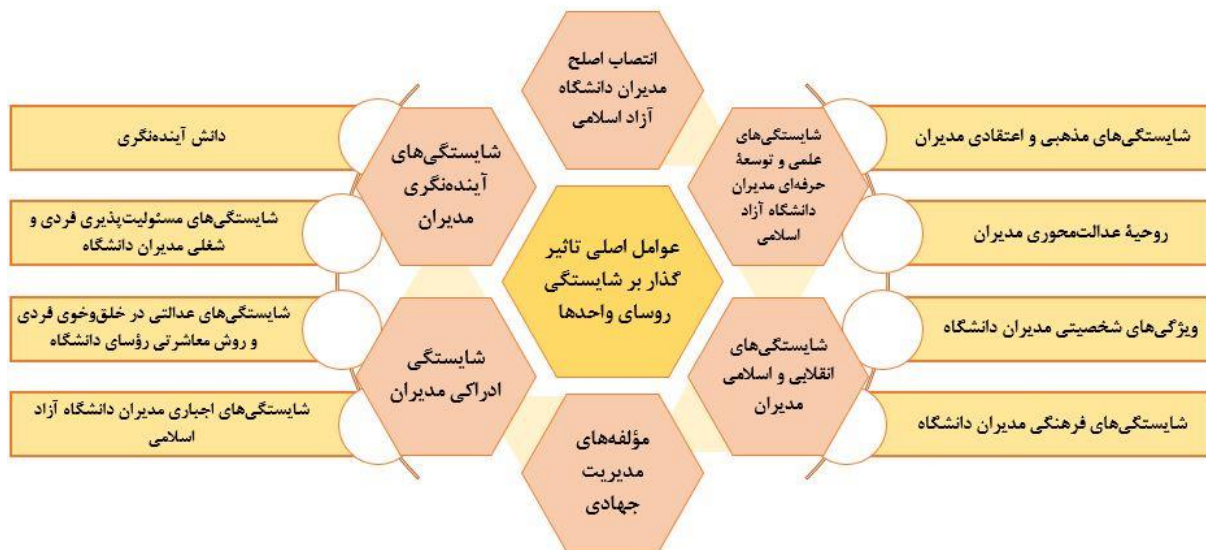 انتصاب اصلح
مدیران دانشگاه
آزاد اسلامی
شایستگی‌های
علمی و توسعهٔ
حرفه‌ای مدیران
دانشگاه آزاد
اسلامی
شایستگی‌های
انقلابی و اسلامی
مدیران
مؤلفه‌های
مدیریت
جهادی
شایستگی
ادراکی مدیران
شایستگی‌های
آینده‌نگری
مدیران
عوامل اصلی تاثیر
گذار بر شایستگی
روسای واحدها
شایستگی‌های مذهبی و اعتقادی مدیران
روحیهٔ عدالت‌محوری مدیران
ویژگی‌های شخصیتی مدیران دانشگاه
شایستگی‌های فرهنگی مدیران دانشگاه
دانش آینده‌نگری
شایستگی‌های مسئولیت‌پذیری فردی و
شغلی مدیران دانشگاه
شایستگی‌های عدالتی در خلق‌وخوی فردی
و روش معاشرتی رؤسای دانشگاه
شایستگی‌های اجباری مدیران دانشگاه آزاد
اسلامی